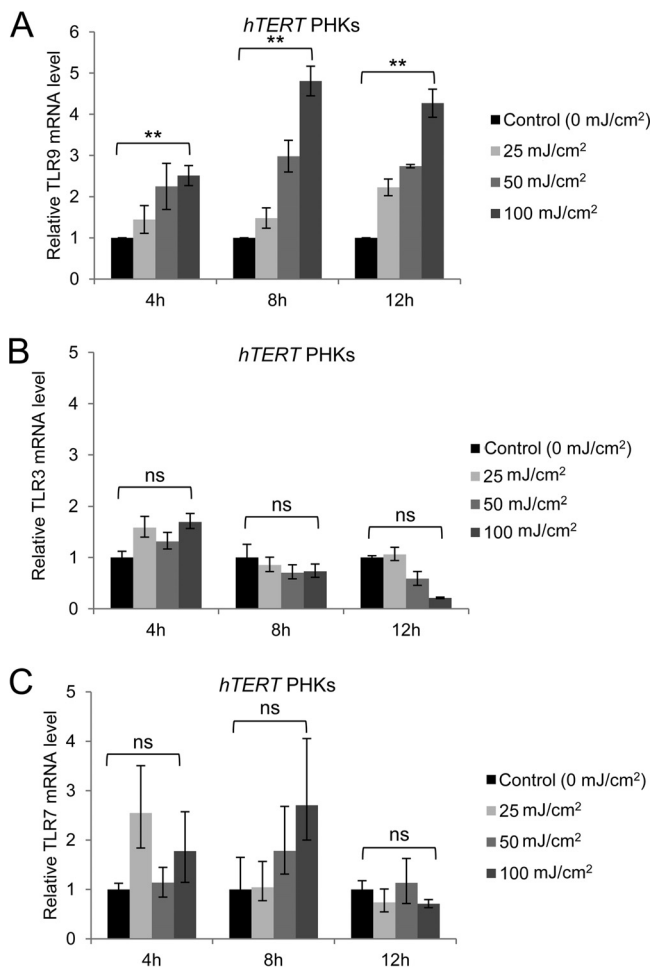 A
hTERT PHKs
Relative TLR9 mRNA level
6
5
4
3
2
1
0
**
**
**
4h
8h
12h
Control (0 mJ/cm²)
25 mJ/cm²
50 mJ/cm²
100 mJ/cm²
B
hTERT PHKs
Relative TLR3 mRNA level
5
4
3
2
1
0
ns
ns
ns
4h
8h
12h
Control (0 mJ/cm²)
25 mJ/cm²
50 mJ/cm²
100 mJ/cm²
C
hTERT PHKs
Relative TLR7 mRNA level
5
4
3
2
1
0
ns
ns
ns
4h
8h
12h
Control (0 mJ/cm²)
25 mJ/cm²
50 mJ/cm²
100 mJ/cm²